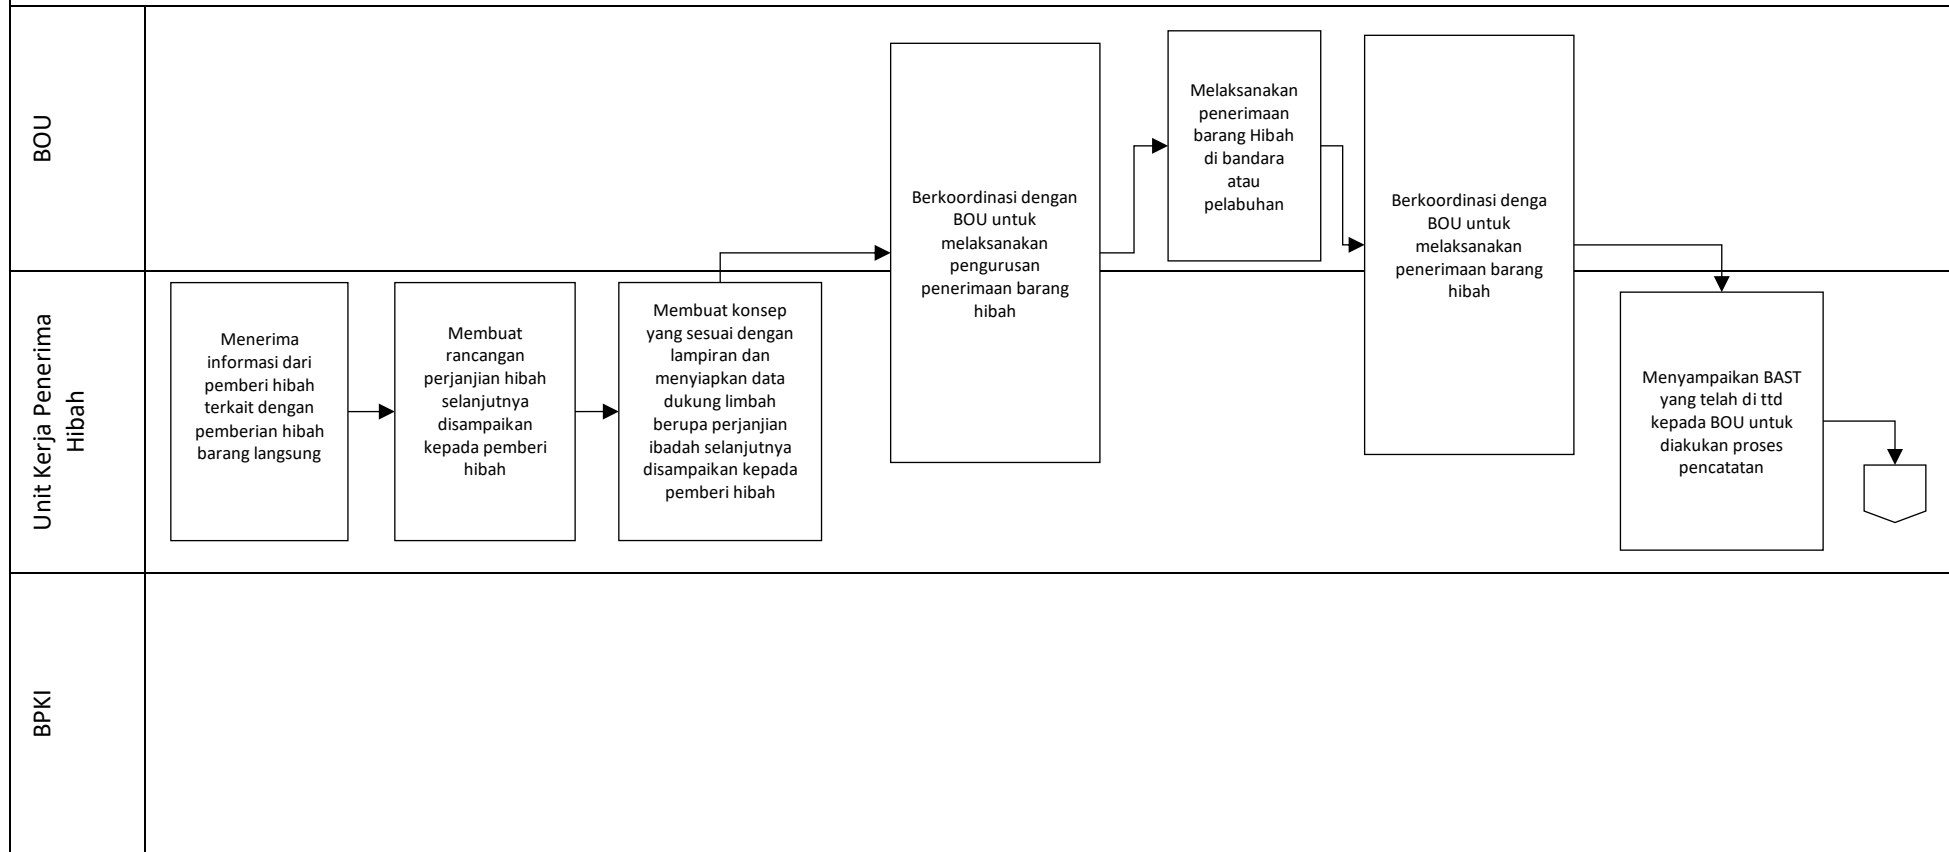 BOU
Unit Kerja Penerima
Hibah
BPKI
Menerima
informasi dari
pemberi hibah
terkait dengan
pemberian hibah
barang langsung
Membuat
rancangan
perjanjian hibah
selanjutnya
disampaikan
kepada pemberi
hibah
Membuat konsep
yang sesuai dengan
lampiran dan
menyiapkan data
dukung limbah
berupa perjanjian
ibadah selanjutnya
disampaikan kepada
pemberi hibah
Berkoordinasi dengan
BOU untuk
melaksanakan
pengurusan
penerimaan barang
hibah
Melaksanakan
penerimaan
barang Hibah
di bandara
atau
pelabuhan
Berkoordinasi denga
BOU untuk
melaksanakan
penerimaan barang
hibah
Menyampaikan BAST
yang telah di ttd
kepada BOU untuk
diakukan proses
pencatatan